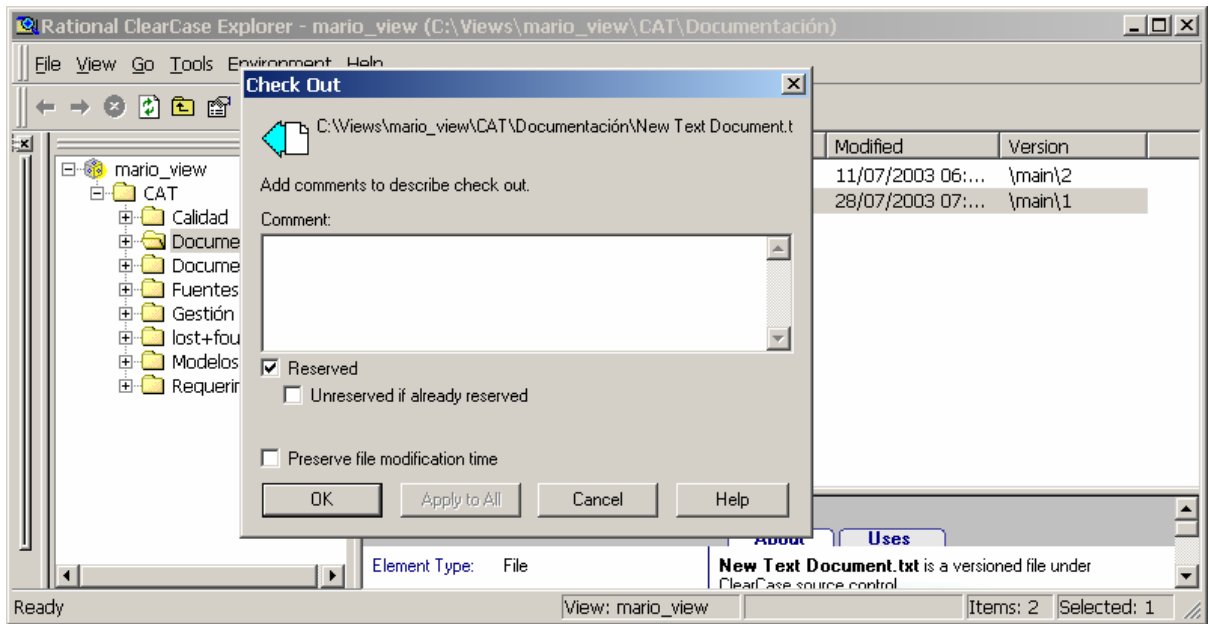 Rational ClearCase Explorer - mario_view (C:\Views\mario_view\CAT\Documentación)
File View Go Tools Environment Help
Check Out
C:\Views\mario_view\CAT\Documentación\New Text Document.t
Add comments to describe check out.
Comment:
Reserved
Unreserved if already reserved
Preserve file modification time
OK Apply to All Cancel Help
mario_view
CAT
Calidad
Docume
Docume
Fuentes
Gestión
lost+fou
Modelos
Requerir
Modified Version
11/07/2003 06:... \main\2
28/07/2003 07:... \main\1
About Uses
Element Type: File
New Text Document.txt is a versioned file under
ClearCase source control
Ready View: mario_view Items: 2 Selected: 1